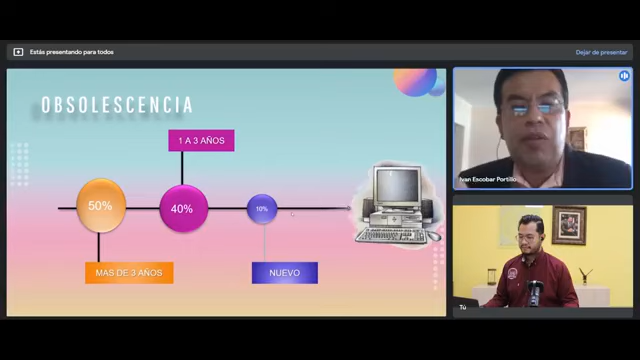 Estás presentando para todos
Dejar de presentar
OBSOLESCENCIA
1 A 3 AÑOS
50%
40%
10%
MAS DE 3 AÑOS
NUEVO
Ivan Escobar Portillo
Tú